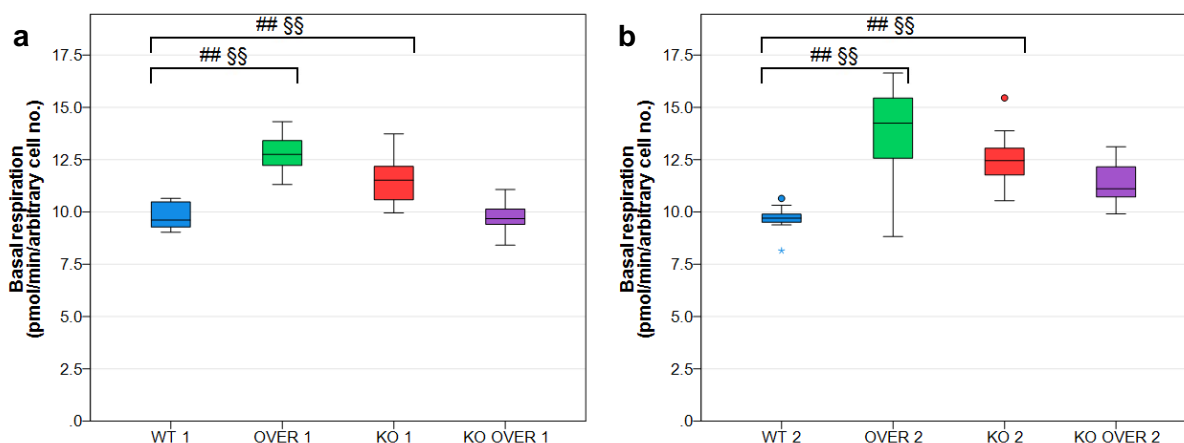 a
## §§
## §§
Basal respiration
(pmol/min/arbitrary cell no.)
17.5
15.0
12.5
10.0
7.5
5.0
2.5
.0
WT 1 OVER 1 KO 1 KO OVER 1
b
## §§
## §§
Basal respiration
(pmol/min/arbitrary cell no.)
17.5
15.0
12.5
10.0
7.5
5.0
2.5
.0
WT 2 OVER 2 KO 2 KO OVER 2